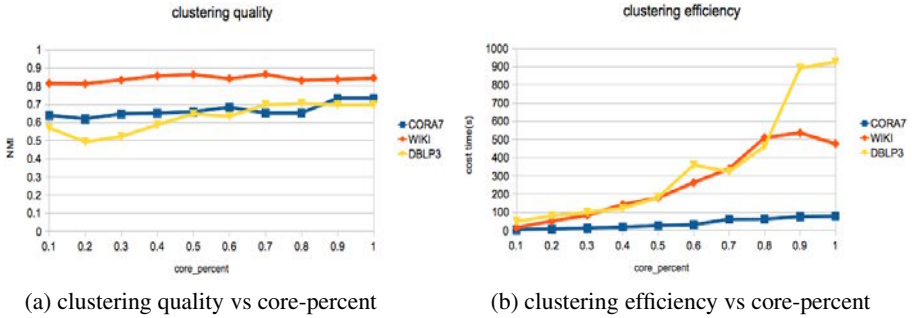 clustering quality
1
0.9
0.8
0.7
0.6
0.5
0.4
0.3
0.2
0.1
0
NMI
0.1 0.2 0.3 0.4 0.5 0.6 0.7 0.8 0.9 1
core_percent
CORA7
WIKI
DBLP3
(a) clustering quality vs core-percent
clustering efficiency
1000
900
800
700
600
500
400
300
200
100
0
cost time(s)
0.1 0.2 0.3 0.4 0.5 0.6 0.7 0.8 0.9 1
core_percent
CORA7
WIKI
DBLP3
(b) clustering efficiency vs core-percent